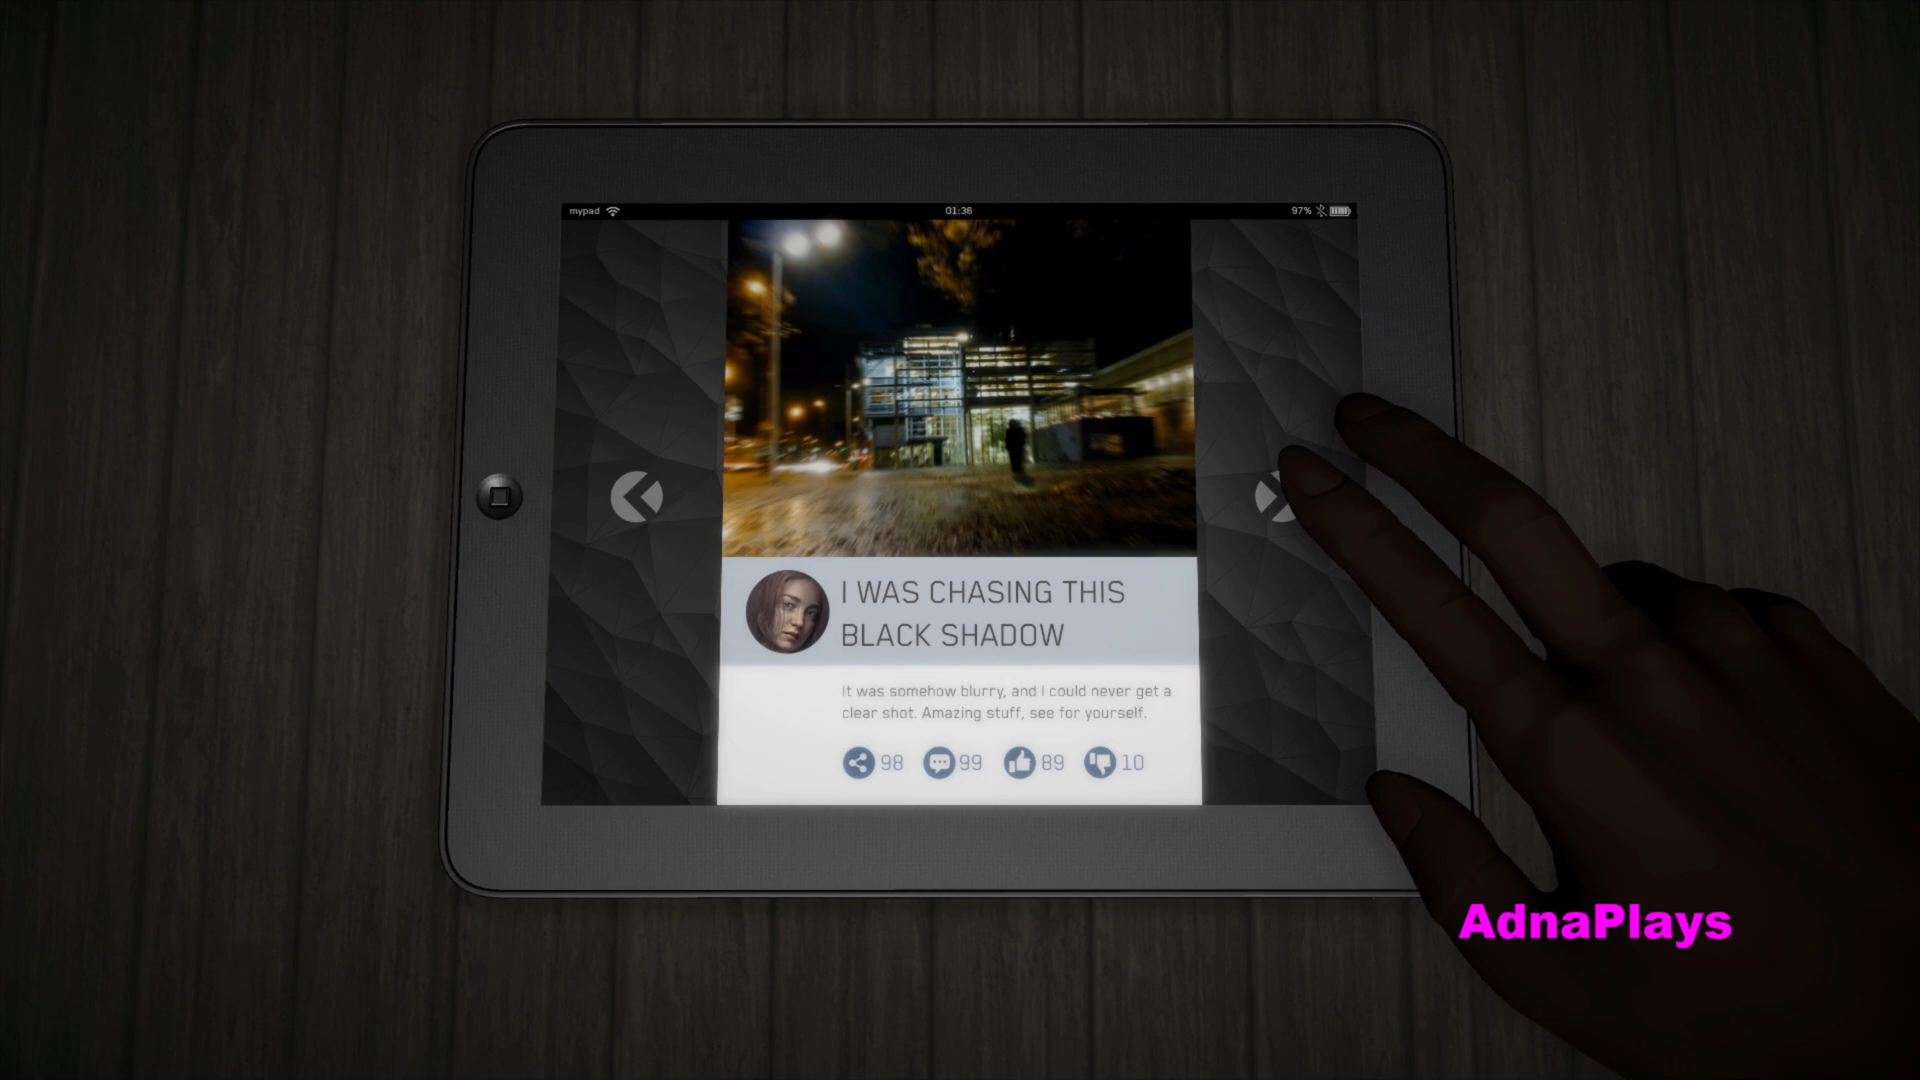 mypad
01:36
97%
I WAS CHASING THIS
BLACK SHADOW
It was somehow blurry, and I could never get a
clear shot. Amazing stuff, see for yourself.
98 99 89 10
AdnaPlays